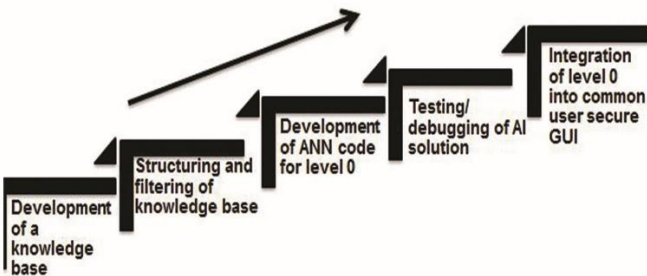 Development
of a
knowledge
base
Structuring and
filtering of
knowledge base
Development
of ANN code
for level 0
Testing/
debugging of AI
solution
Integration
of level 0
into common
user secure
GUI